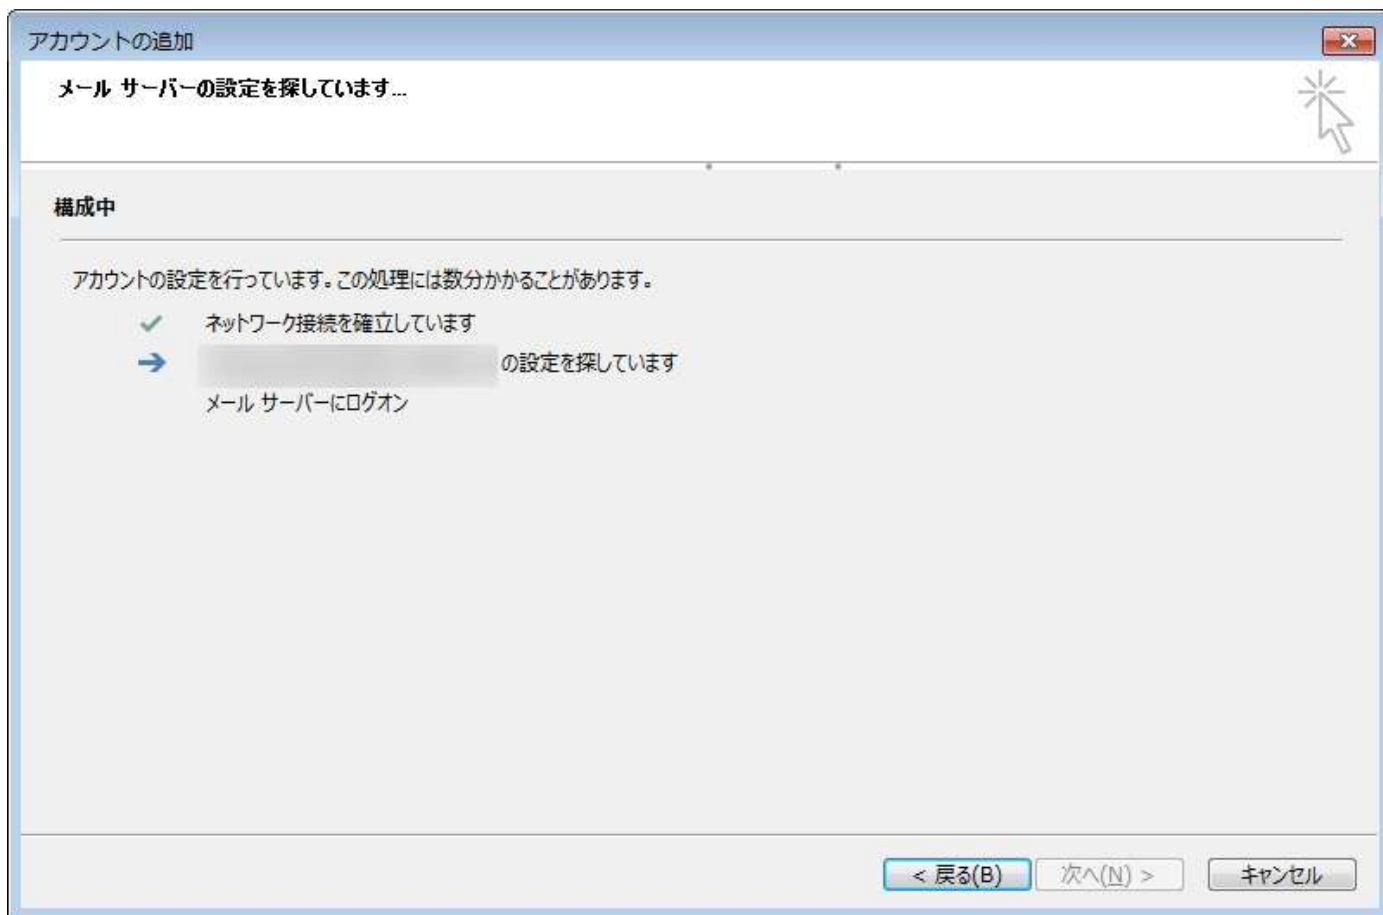 アカウントの追加
メール サーバーの設定を探しています...
構成中
アカウントの設定を行っています。この処理には数分かかることがあります。
ネットワーク接続を確立しています
の設定を探しています
メール サーバーにログオン
< 戻る(B) 次へ(N) > キャンセル